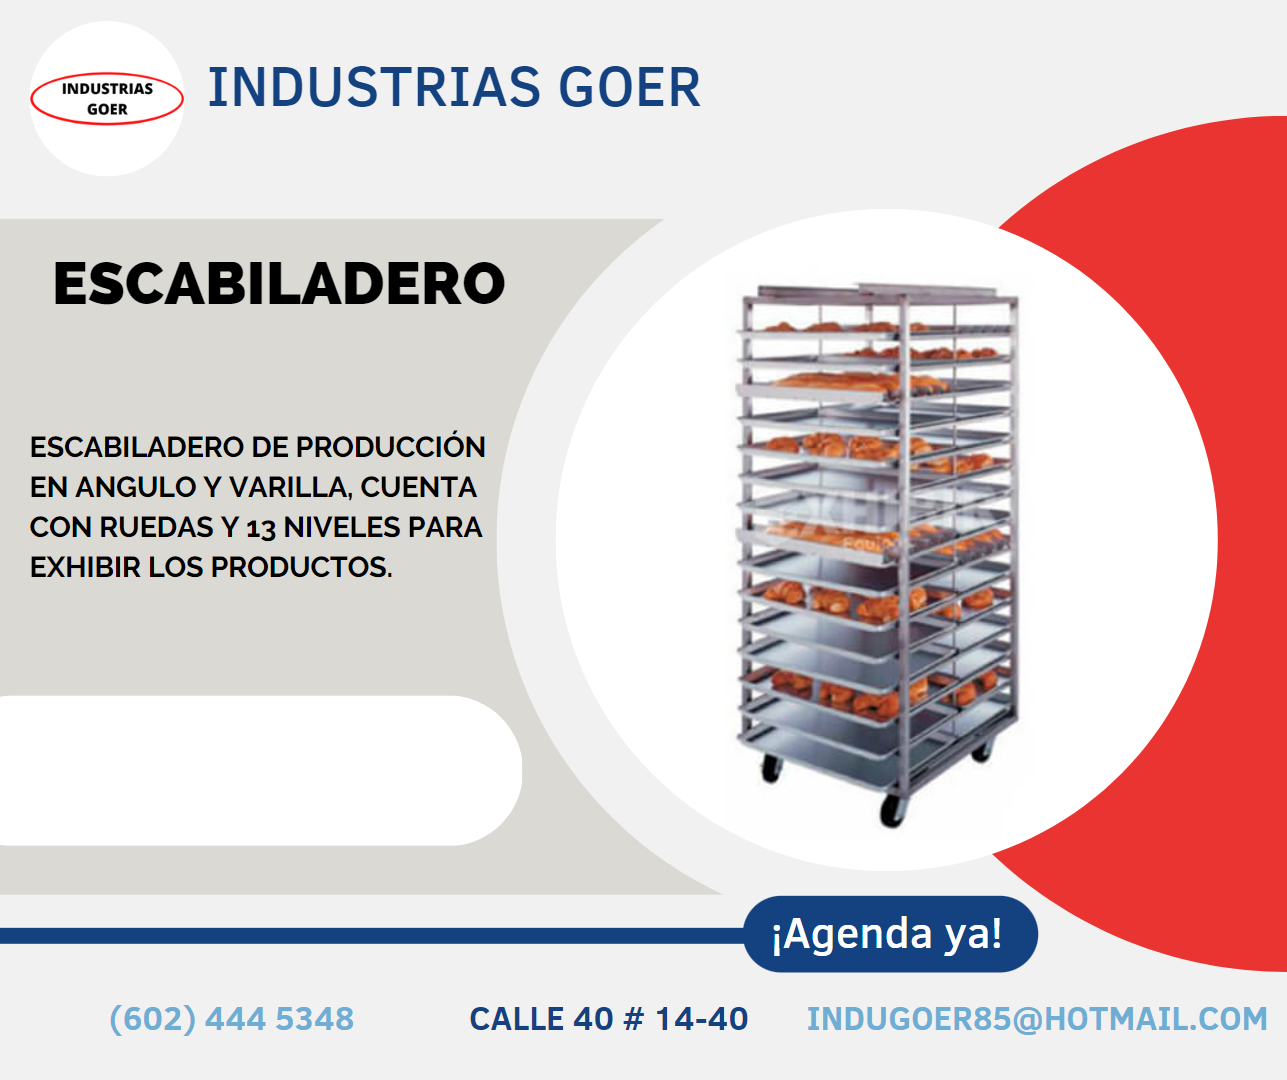 INDUSTRIAS
GOER
INDUSTRIAS GOER
ESCABILADERO
ESCABILADERO DE PRODUCCIÓN
EN ANGULO Y VARILLA, CUENTA
CON RUEDAS Y 13 NIVELES PARA
EXHIBIR LOS PRODUCTOS.
¡Agenda ya!
(602) 444 5348
CALLE 40 # 14-40
INDUGOER85@HOTMAIL.COM